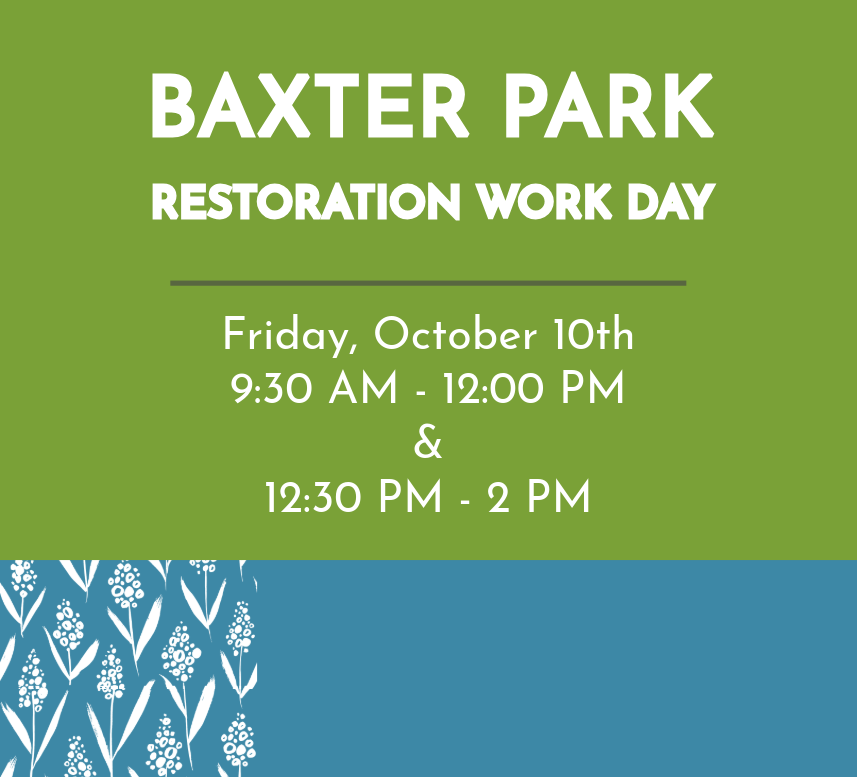 BAXTER PARK
RESTORATION WORK DAY
Friday, October 10th
9:30 AM - 12:00 PM
&
12:30 PM - 2 PM